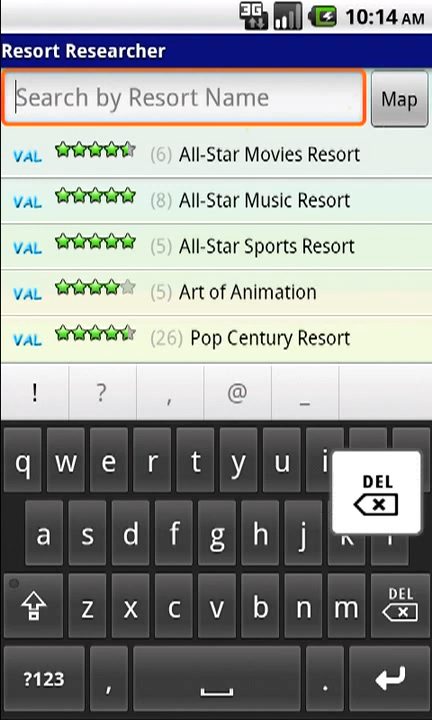 3G 10:14 AM
Resort Researcher
Search by Resort Name Map
VAL (6) All-Star Movies Resort
VAL (8) All-Star Music Resort
VAL (5) All-Star Sports Resort
VAL (5) Art of Animation
VAL (26) Pop Century Resort
! ? , @ _
q w e r t y u i
DEL
a s d f g h j k l
z x c v b n m DEL
?123 , .